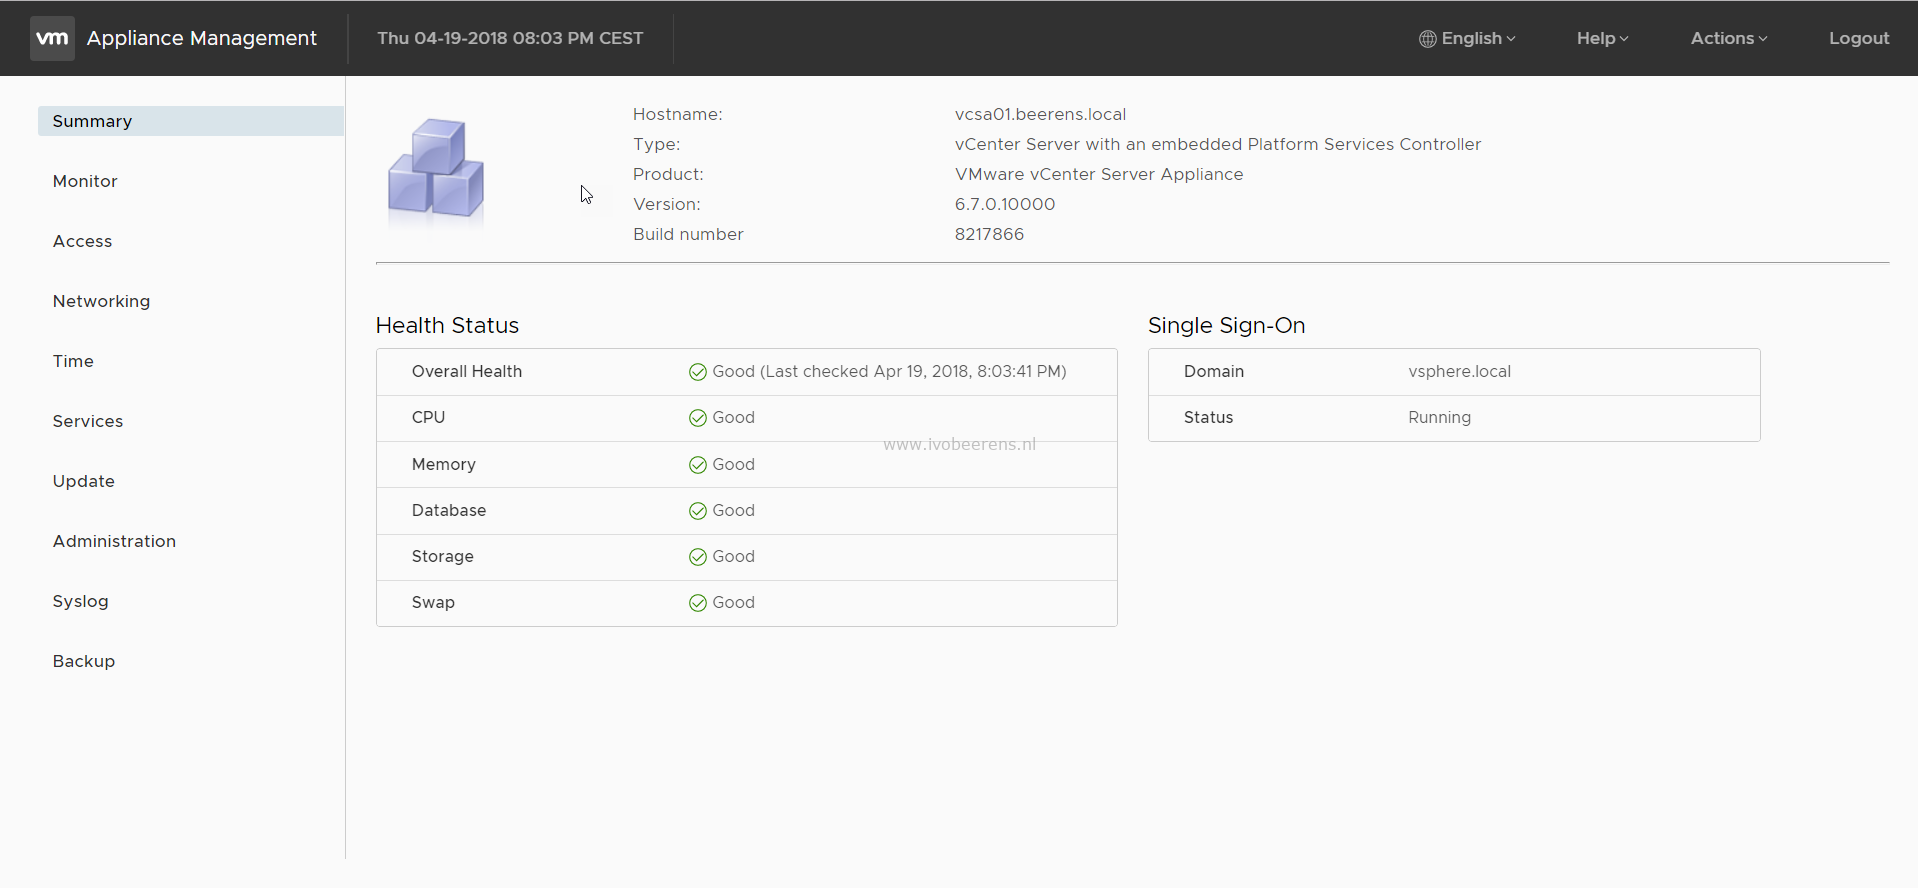 vm Appliance Management Thu 04-19-2018 08:03 PM CEST English Help Actions Logout
Summary
Monitor
Access
Networking
Time
Services
Update
Administration
Syslog
Backup
Hostname: vcsa01.beerens.local
Type: vCenter Server with an embedded Platform Services Controller
Product: VMware vCenter Server Appliance
Version: 6.7.0.10000
Build number 8217866
Health Status
Overall Health Good (Last checked Apr 19, 2018, 8:03:41 PM)
CPU Good
www.ivobeerens.nl
Memory Good
Database Good
Storage Good
Swap Good
Single Sign-On
Domain vsphere.local
Status Running